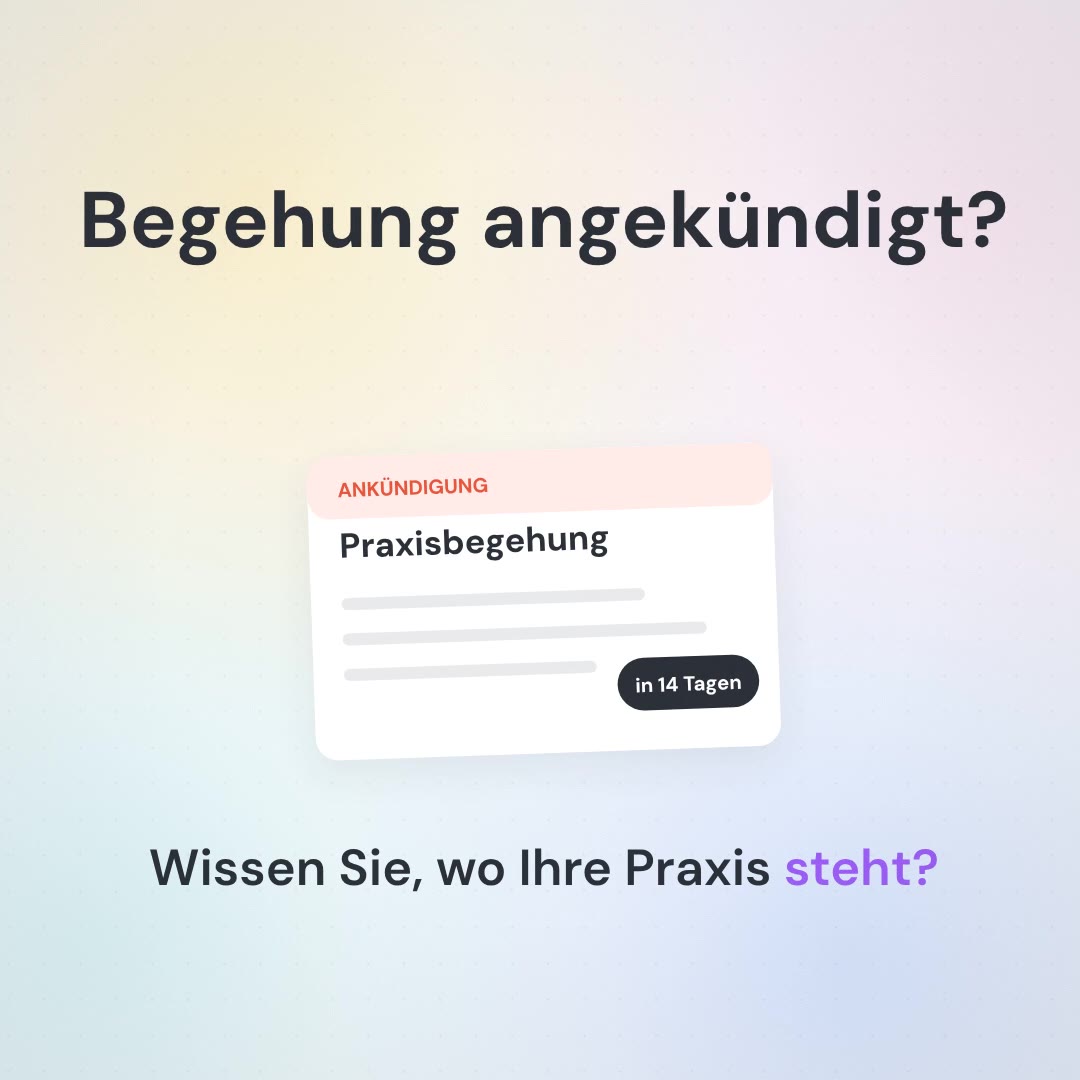 Begehung angekündigt?
ANKÜNDIGUNG
Praxisbegehung
in 14 Tagen
Wissen Sie, wo Ihre Praxis steht?